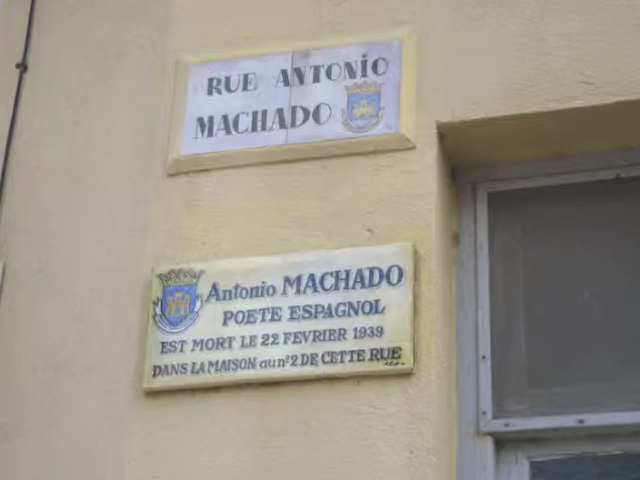 RUE ANTONIO
MACHADO
Antonio MACHADO
POETE ESPAGNOL
EST MORT LE 22 FEVRIER 1939
DANS LA MAISON au nº2 DE CETTE RUE